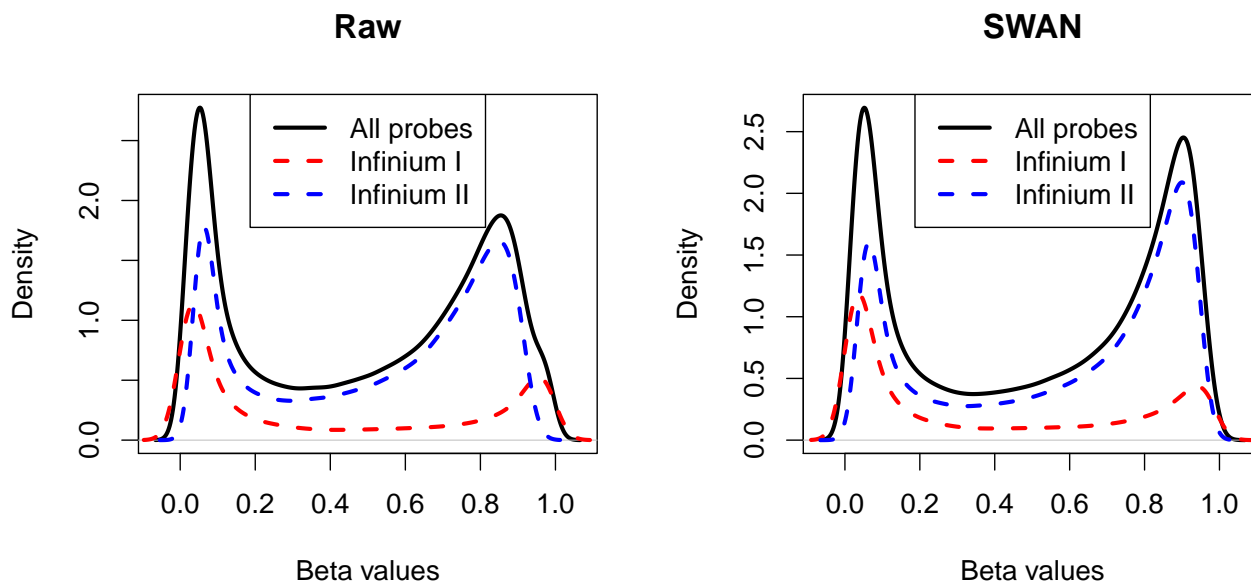 Raw
All probes
Infinium I
Infinium II
Density
0.0
1.0
2.0
0.0 0.2 0.4 0.6 0.8 1.0
Beta values
SWAN
All probes
Infinium I
Infinium II
Density
0.0
0.5
1.0
1.5
2.0
2.5
0.0 0.2 0.4 0.6 0.8 1.0
Beta values